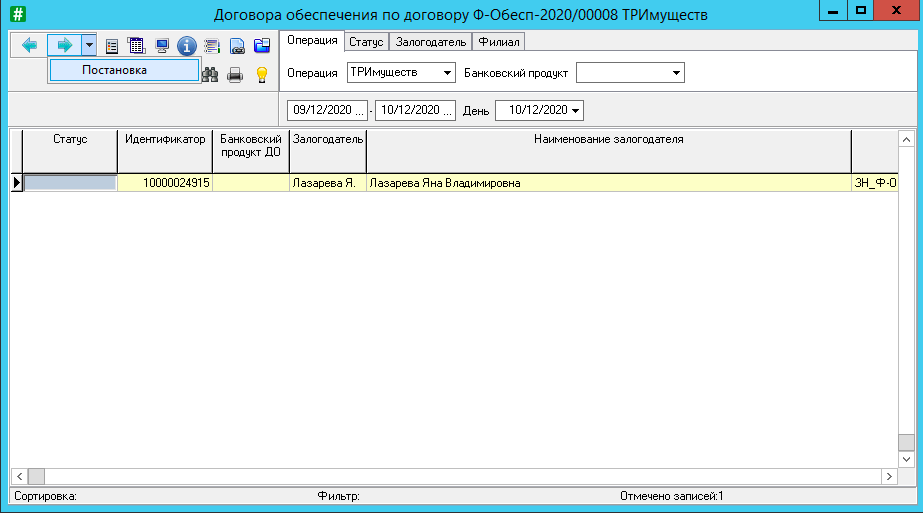 Договора обеспечения по договору Ф-Обесп-2020/00008 ТРИмуществ
Постановка
Операция Статус Залогодатель Филиал
Операция ТРИмуществ Банковский продукт
09/12/2020 ... - 10/12/2020 ... День 10/12/2020
Статус Идентификатор Банковский продукт ДО Залогодатель Наименование залогодателя
10000024915 Лазарева Я. Лазарева Яна Владимировна ЗН_Ф-О
Сортировка: Фильтр: Отмечено записей:1